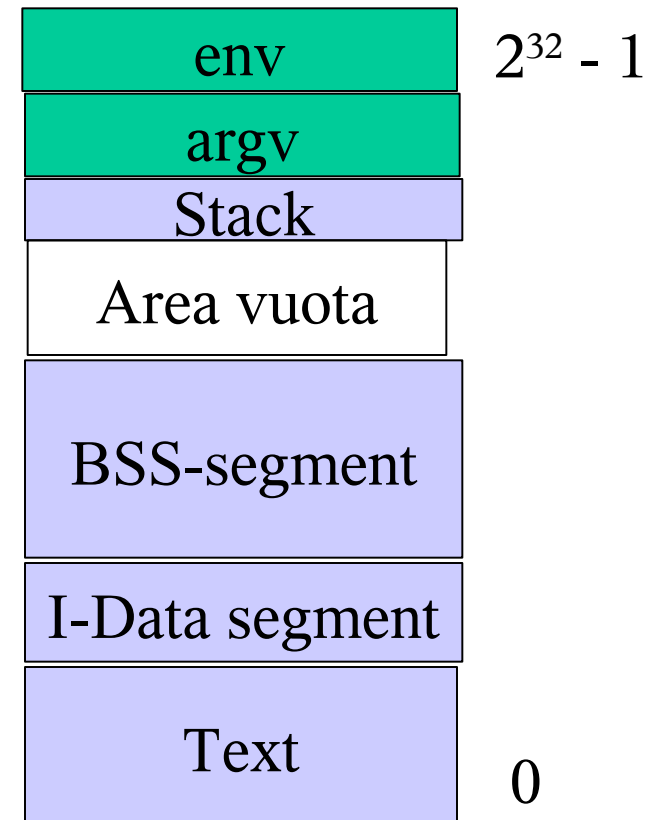 env
2³² - 1
argv
Stack
Area vuota
BSS-segment
I-Data segment
Text
0